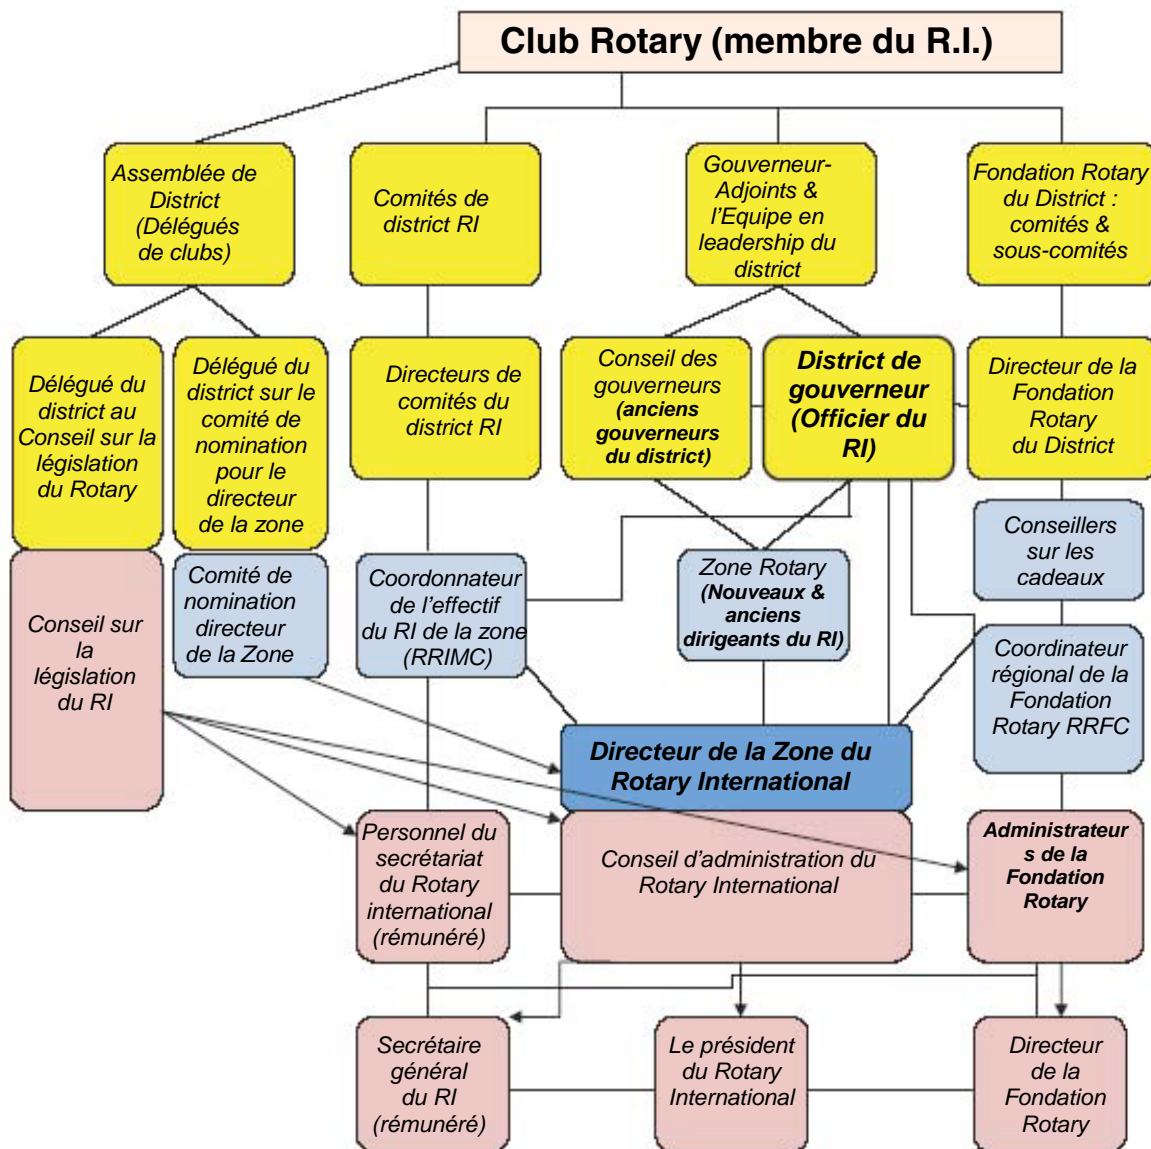 Club Rotary (membre du R.I.)
Assemblée de
District
(Délégués
de clubs)
Comités de
district RI
Gouverneur-
Adjoints &
l'Equipe en
leadership du
district
Fondation Rotary
du District :
comités &
sous-comités
Délégué du
district au
Conseil sur la
législation
du Rotary
Délégué du
district sur le
comité de
nomination
pour le
directeur
de la zone
Directeurs de
comités du
district RI
Conseil des
gouverneurs
(anciens
gouverneurs
du district)
District de
gouverneur
(Officier du
RI)
Directeur de
la Fondation
Rotary
du District
Conseil sur
la
législation
du RI
Comité de
nomination
directeur
de la Zone
Coordonnateur
de l'effectif
du RI de la zone
(RRIMC)
Zone Rotary
(Nouveaux &
anciens
dirigeants du RI)
Conseillers
sur les
cadeaux
Coordinateur
régional de la
Fondation
Rotary RRFC
Directeur de la Zone du
Rotary International
Personnel du
secrétariat
du Rotary
international
(rémunéré)
Conseil d'administration du
Rotary International
Administrateur
s de la
Fondation
Rotary
Secrétaire
général
du RI
(rémunéré)
Le président
du Rotary
International
Directeur
de la
Fondation
Rotary